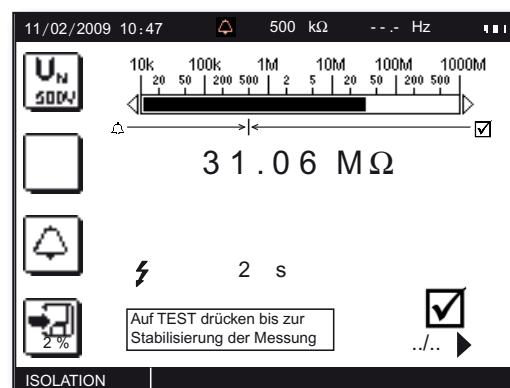 11/02/2009 10:47 500 kΩ - - .- Hz
U_N 500V
10k 100k 1M 10M 100M 1000M
20 50 200 500 2 5 20 50 200 500
31.06 MΩ
2 s
2 %
Auf TEST drücken bis zur
Stabilisierung der Messung
../..
ISOLATION